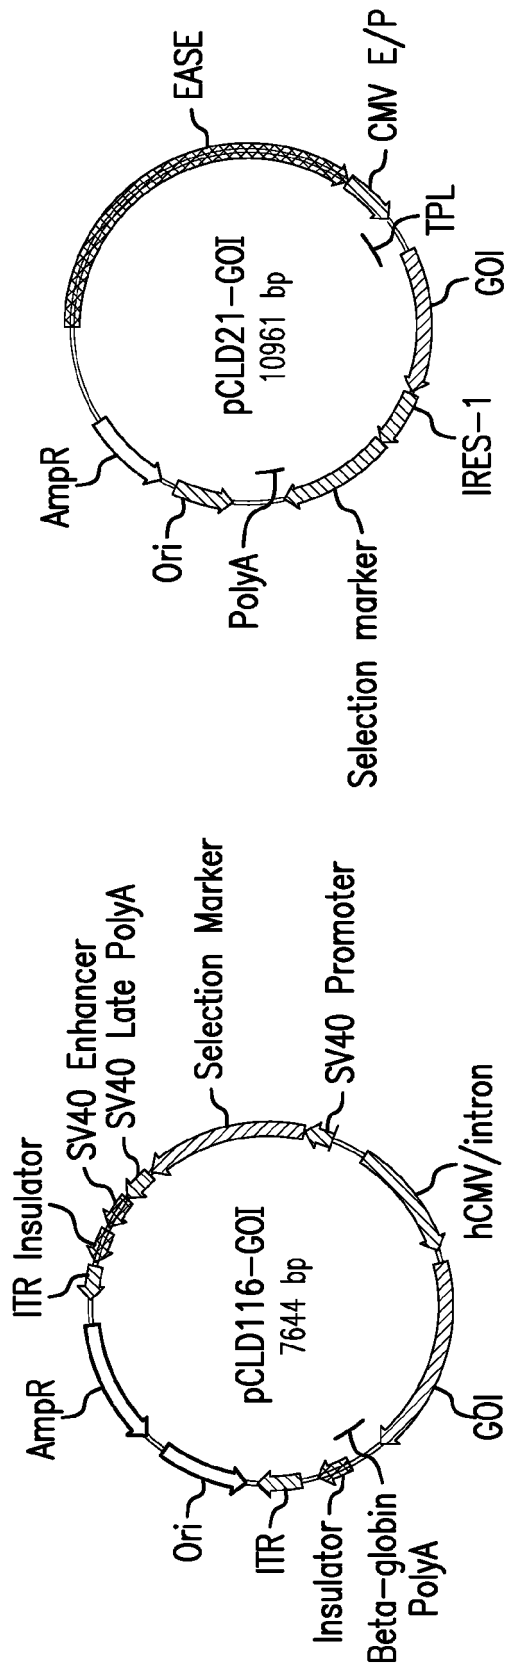 ITR
Insulator
SV40 Enhancer
SV40 Late PolyA
Selection Marker
SV40 Promoter
hCMV/intron
GOI
Beta-globin
PolyA
Insulator
ITR
Ori
AmpR
pCLD116-GOI
7644 bp
EASE
CMV E/P
TPL
GOI
IRES-1
Selection marker
PolyA
Ori
AmpR
pCLD21-GOI
10961 bp